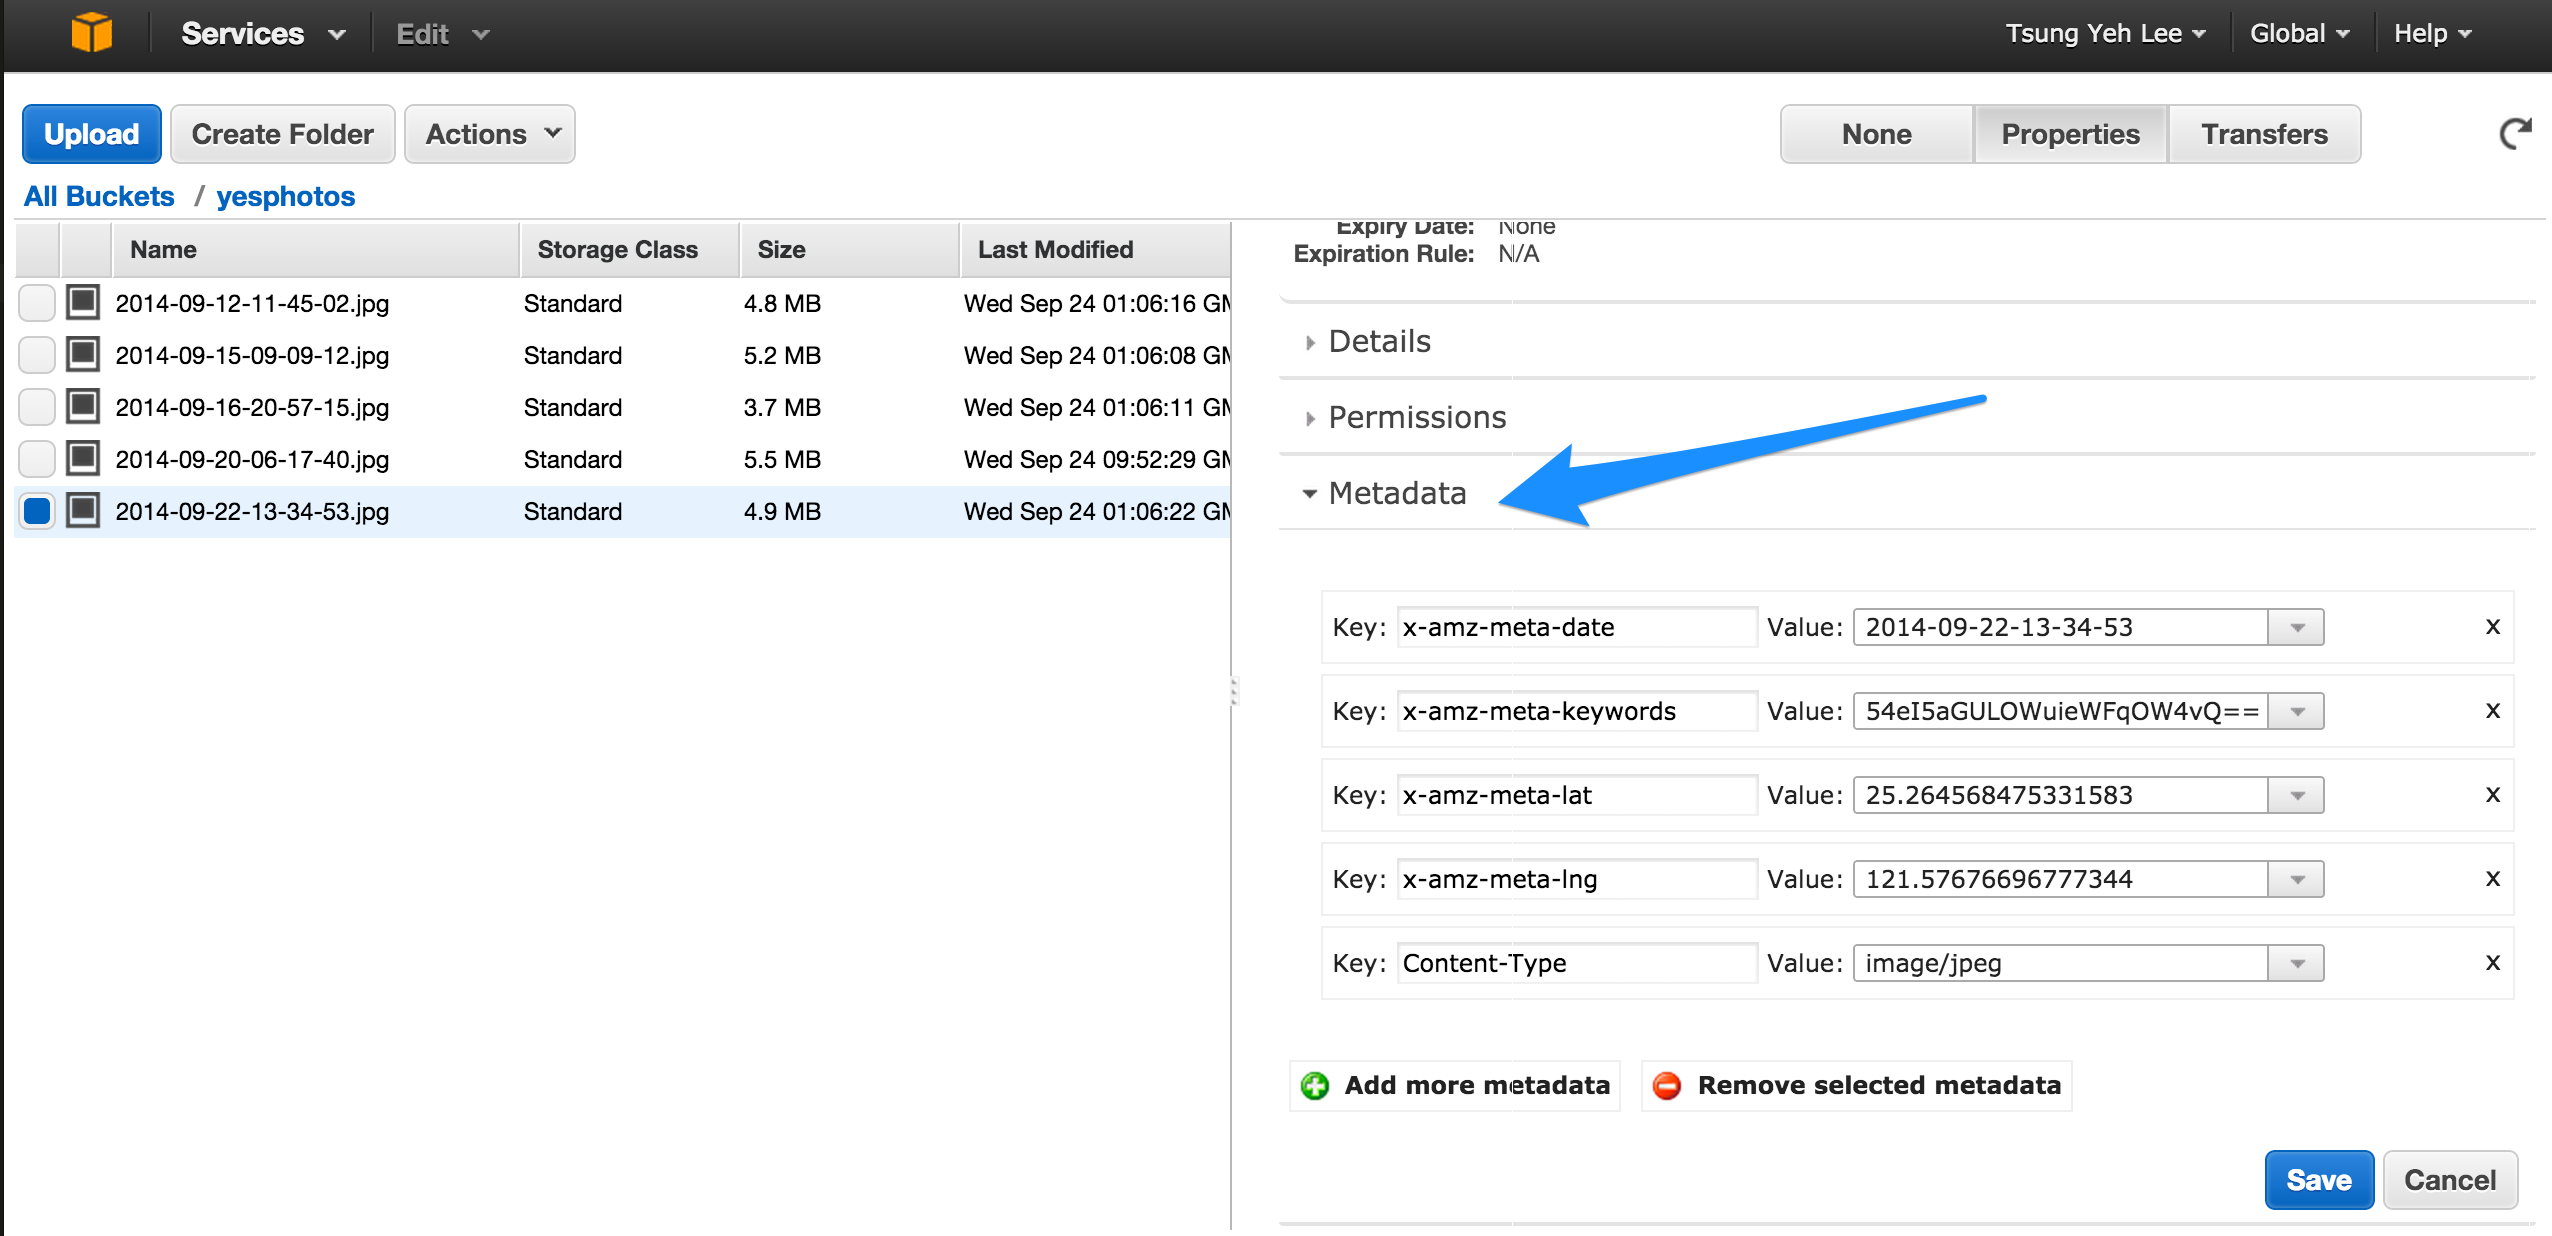 Services Edit Tsung Yeh Lee Global Help
Upload Create Folder Actions None Properties Transfers
All Buckets / yesphotos
Name Storage Class Size Last Modified
2014-09-12-11-45-02.jpg Standard 4.8 MB Wed Sep 24 01:06:16 GM
2014-09-15-09-09-12.jpg Standard 5.2 MB Wed Sep 24 01:06:08 GM
2014-09-16-20-57-15.jpg Standard 3.7 MB Wed Sep 24 01:06:11 GM
2014-09-20-06-17-40.jpg Standard 5.5 MB Wed Sep 24 09:52:29 GM
2014-09-22-13-34-53.jpg Standard 4.9 MB Wed Sep 24 01:06:22 GM
Expiry Date: None
Expiration Rule: N/A
Details
Permissions
Metadata
Key: x-amz-meta-date Value: 2014-09-22-13-34-53 x
Key: x-amz-meta-keywords Value: 54eI5aGULOWuieWFqOW4vQ== x
Key: x-amz-meta-lat Value: 25.264568475331583 x
Key: x-amz-meta-lng Value: 121.57676696777344 x
Key: Content-Type Value: image/jpeg x
Add more metadata Remove selected metadata
Save Cancel